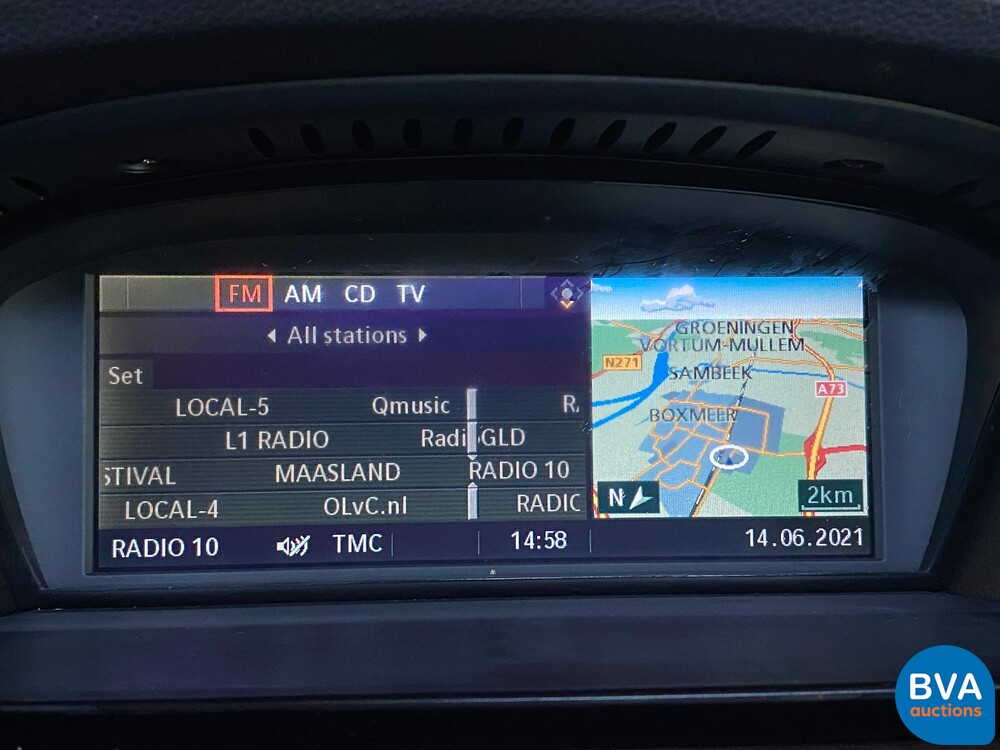 FM AM CD TV
All stations
Set
LOCAL-5 Qmusic R
L1 RADIO Radi GLD
STIVAL MAASLAND RADIO 10
LOCAL-4 OLvC.nl RADIC
RADIO 10 TMC 14:58 14.06.2021
GROENINGEN
VORTUM-MULLEM
N271
SAMBEEK
A73
BOXMEER
N
2km
BVA
auctions